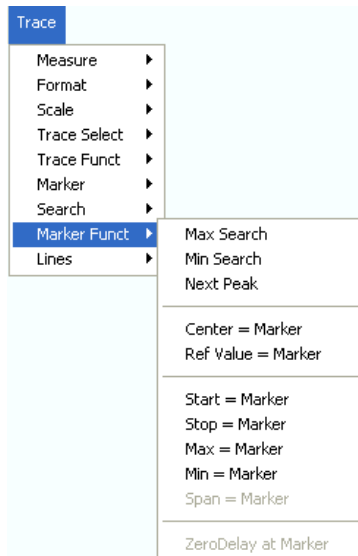 Trace
Measure
Format
Scale
Trace Select
Trace Funct
Marker
Search
Marker Funct
Lines
Max Search
Min Search
Next Peak
Center = Marker
Ref Value = Marker
Start = Marker
Stop = Marker
Max = Marker
Min = Marker
Span = Marker
ZeroDelay at Marker